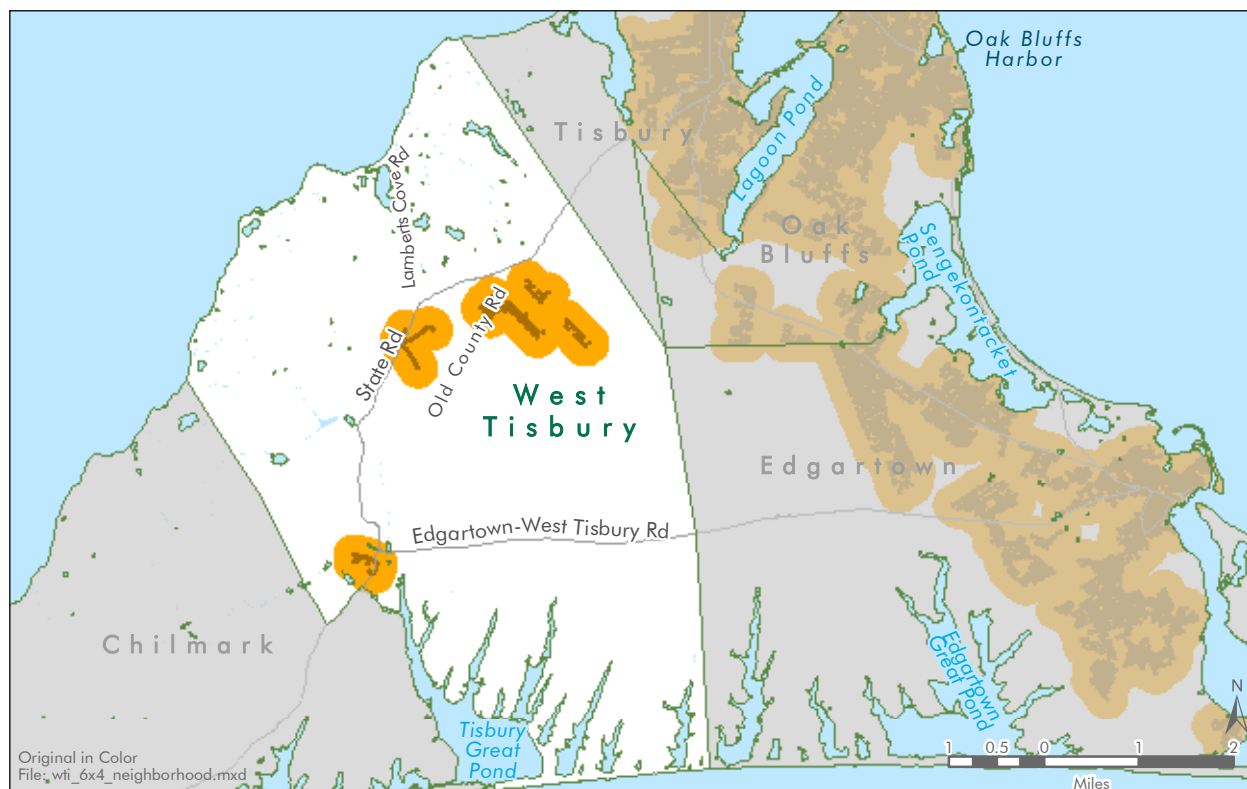 Oak Bluffs
Harbor
Tisbury
Lagoon Pond
Lamberts Cove Rd
Oak
Bluffs
Sengekontacket
Pond
State Rd
Old County Rd
West
Tisbury
Edgartown
Edgartown-West Tisbury Rd
Chilmark
Edgartown
Great Pond
Tisbury
Great
Pond
N
1 0.5 0 1 2
Miles
Original in Color
File: wti_6x4_neighborhood.mxd